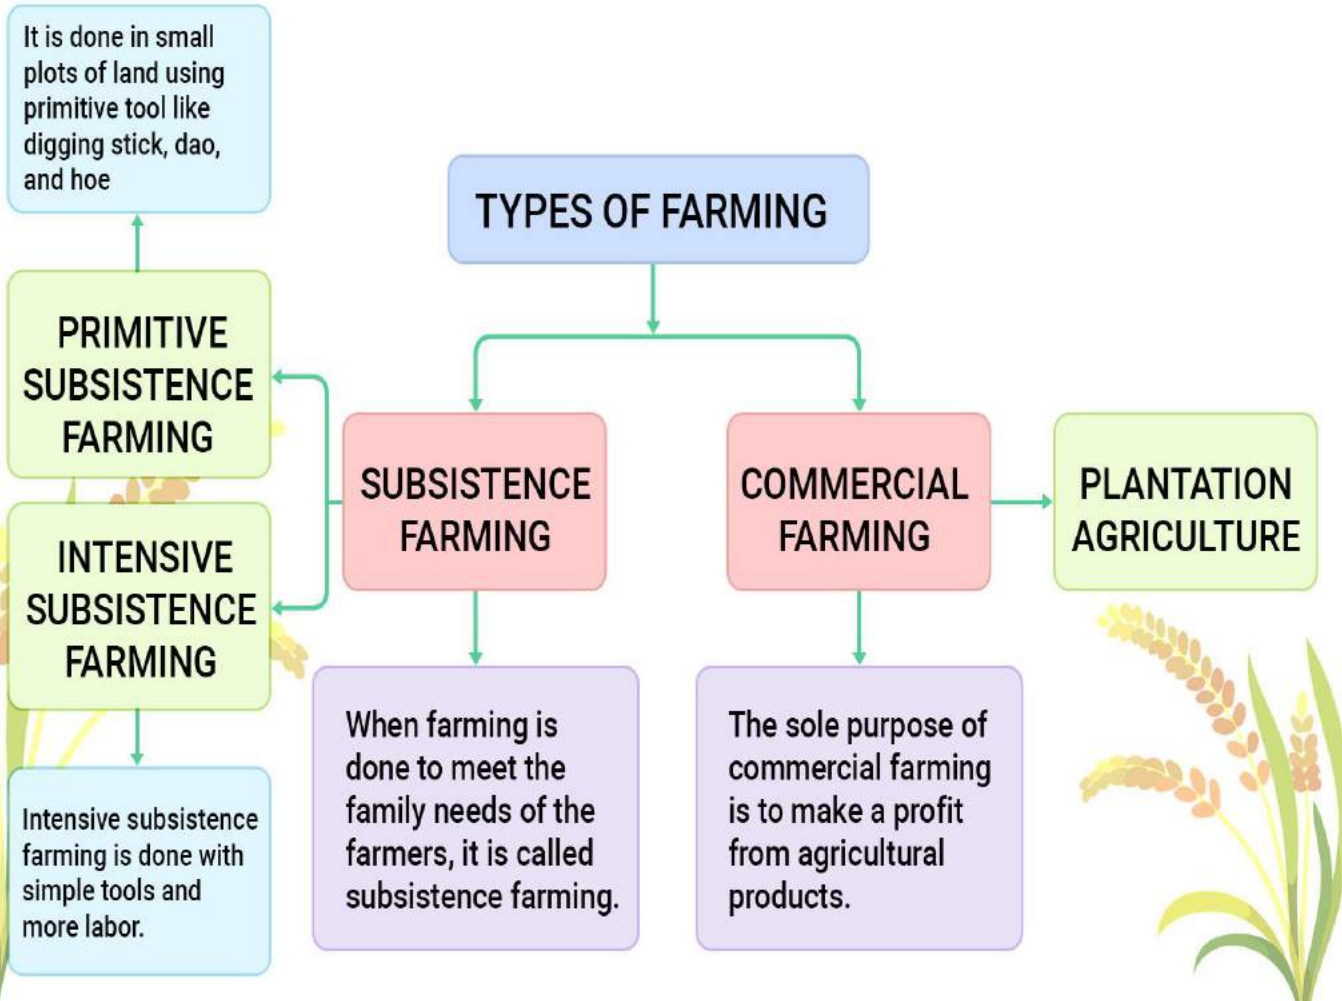 It is done in small
plots of land using
primitive tool like
digging stick, dao,
and hoe
TYPES OF FARMING
PRIMITIVE
SUBSISTENCE
FARMING
SUBSISTENCE
FARMING
COMMERCIAL
FARMING
PLANTATION
AGRICULTURE
INTENSIVE
SUBSISTENCE
FARMING
When farming is
done to meet the
family needs of the
farmers, it is called
subsistence farming.
The sole purpose of
commercial farming
is to make a profit
from agricultural
products.
Intensive subsistence
farming is done with
simple tools and
more labor.